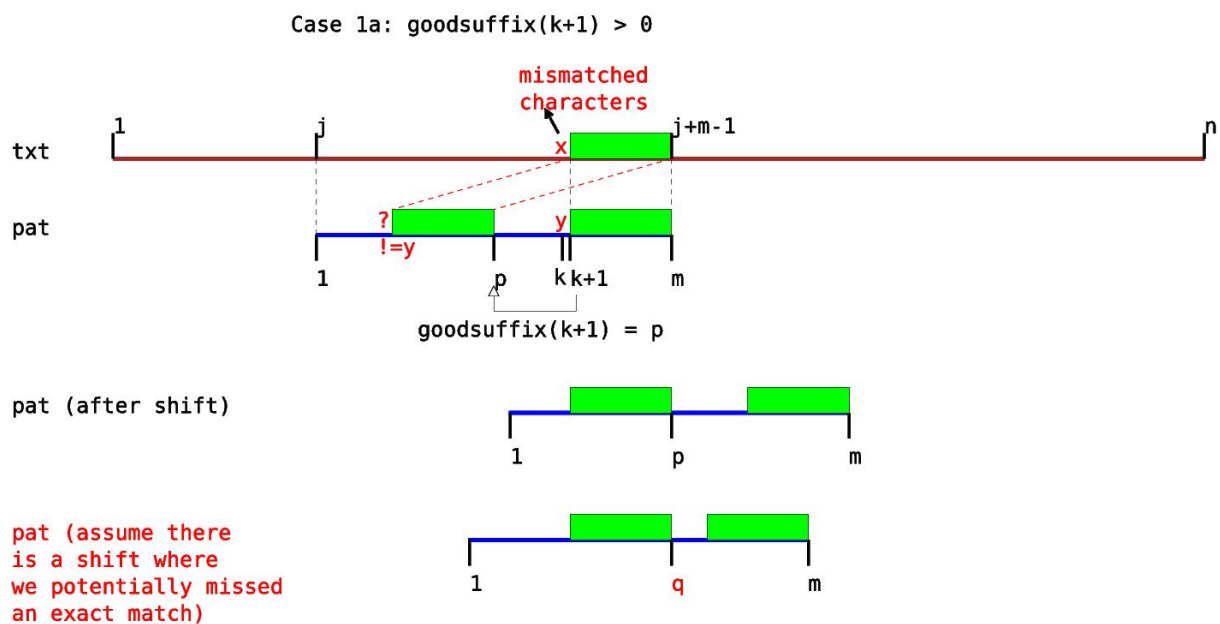 Case 1a: goodsuffix(k+1) > 0
mismatched
characters
1 j j+m-1 n
txt x
pat ? y
!=y
1 p k k+1 m
goodsuffix(k+1) = p
pat (after shift)
1 p m
pat (assume there
is a shift where
we potentially missed
an exact match)
1 q m